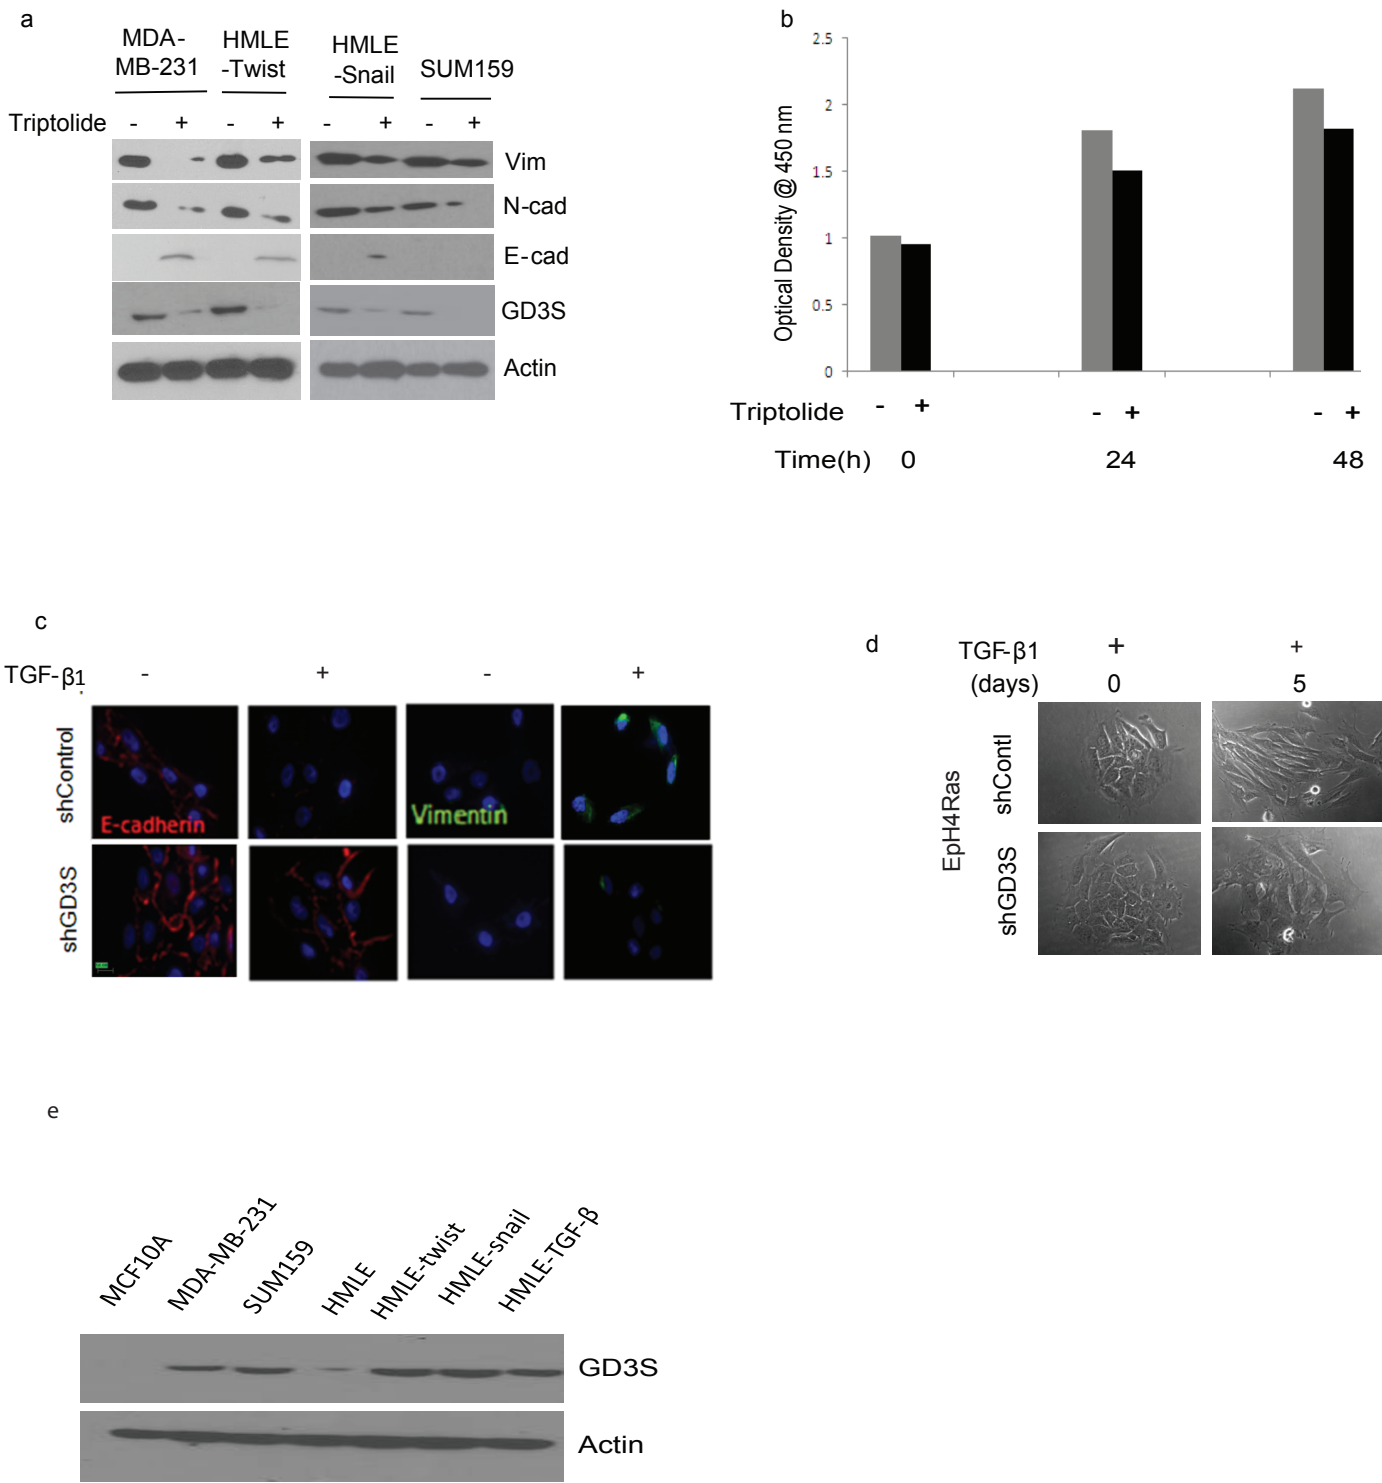 a
MDA-
MB-231
HMLE
-Twist
HMLE
-Snail
SUM159
Triptolide - + - + - + - +
Vim
N-cad
E-cad
GD3S
Actin
b
2.5
2
1.5
1
0.5
0
Optical Density @ 450 nm
Triptolide - + - + - +
Time(h) 0 24 48
c
TGF-β1 - + - +
shControl
E-cadherin
Vimentin
shGD3S
d
TGF-β1 + +
(days) 0 5
EpH4Ras
shContl
shGD3S
e
MCF10A
MDA-MB-231
SUM159
HMLE
HMLE-twist
HMLE-snail
HMLE-TGF-β
GD3S
Actin